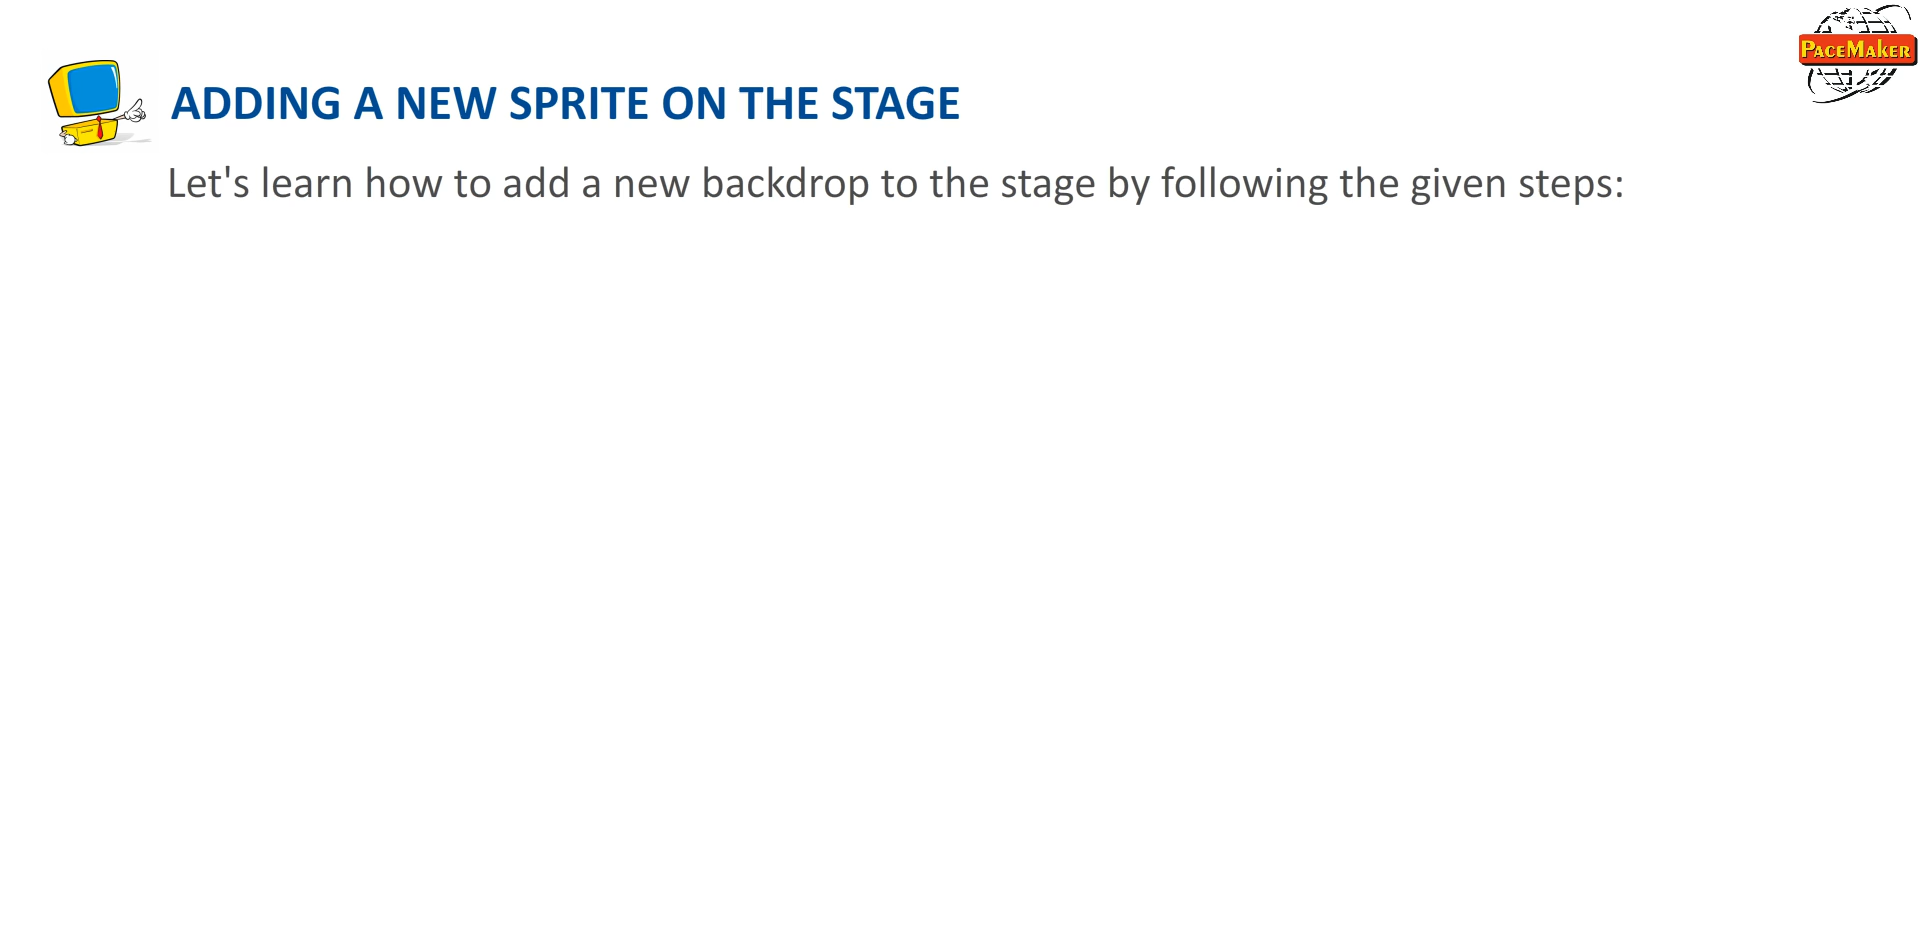 PACEMAKER
ADDING A NEW SPRITE ON THE STAGE
Let's learn how to add a new backdrop to the stage by following the given steps: